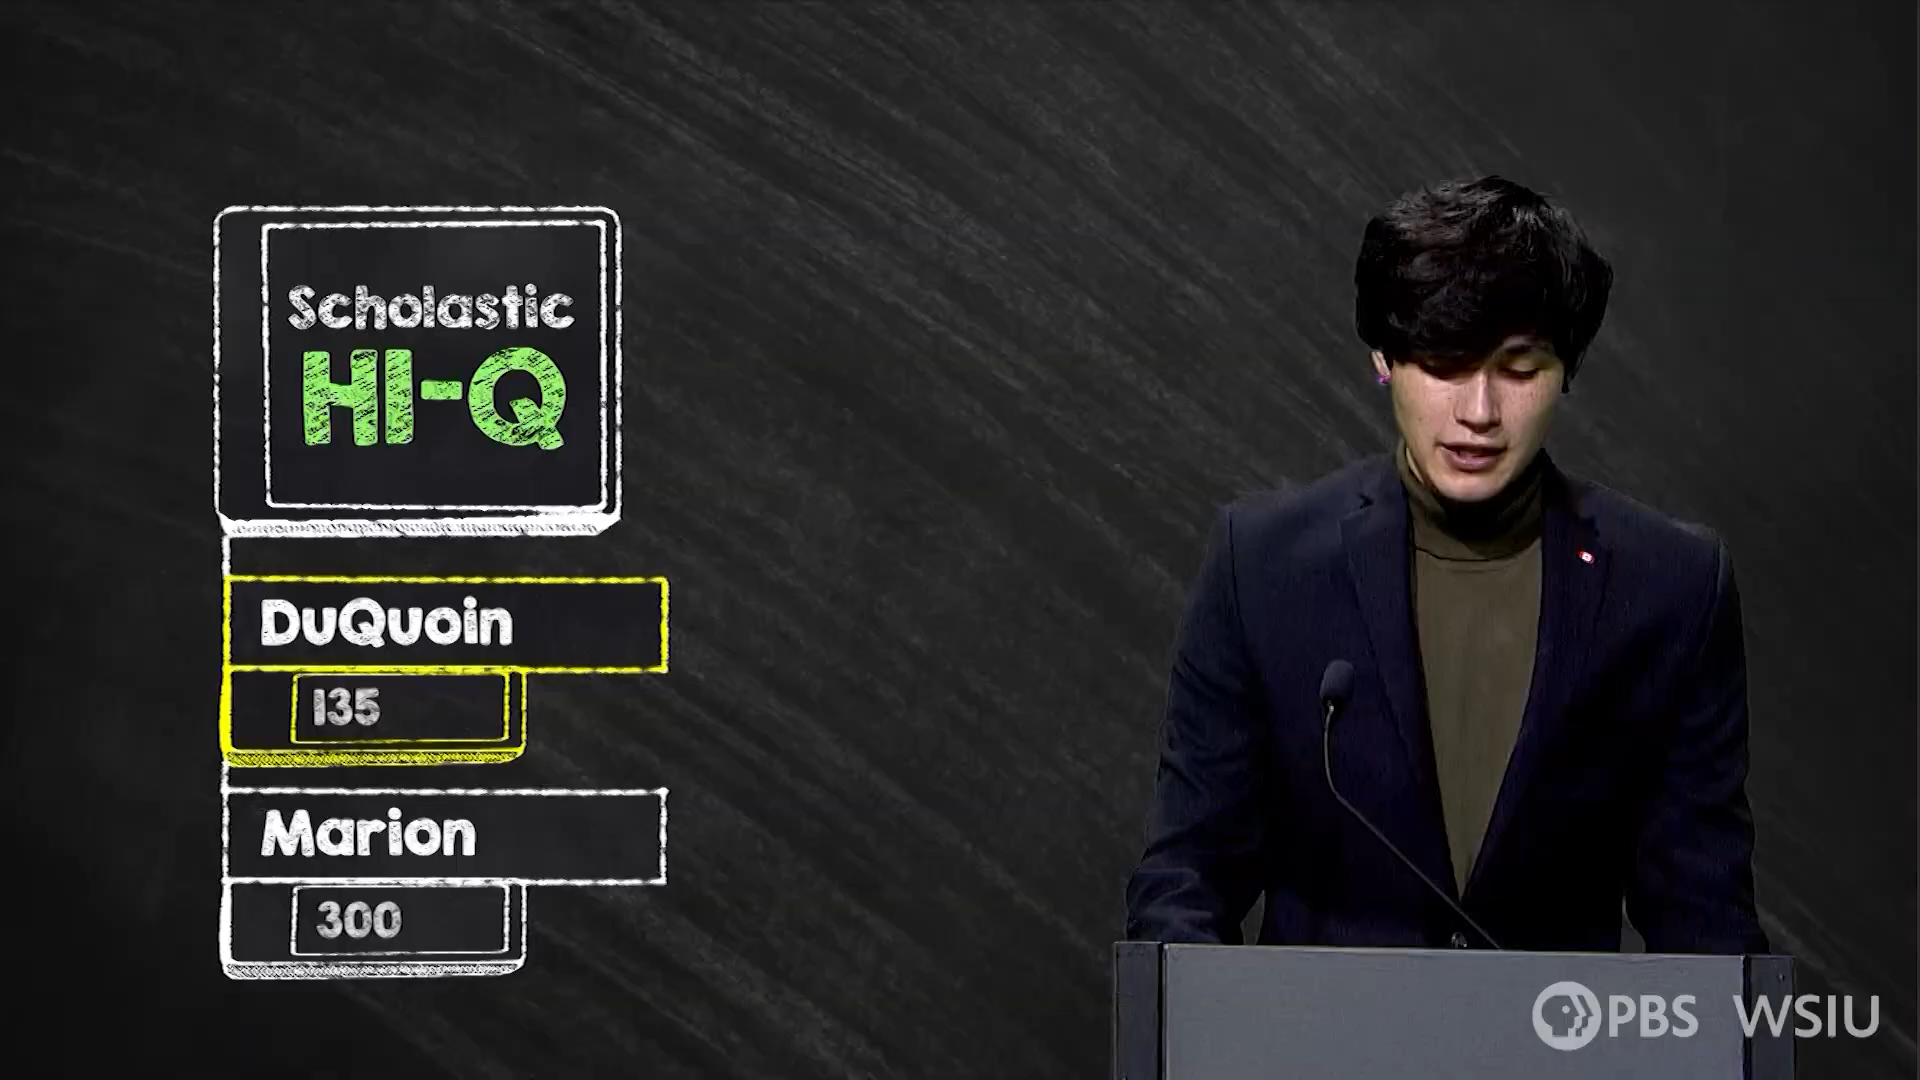 Scholastic
HI-Q
DuQuoin
135
Marion
300
PBS WSIU